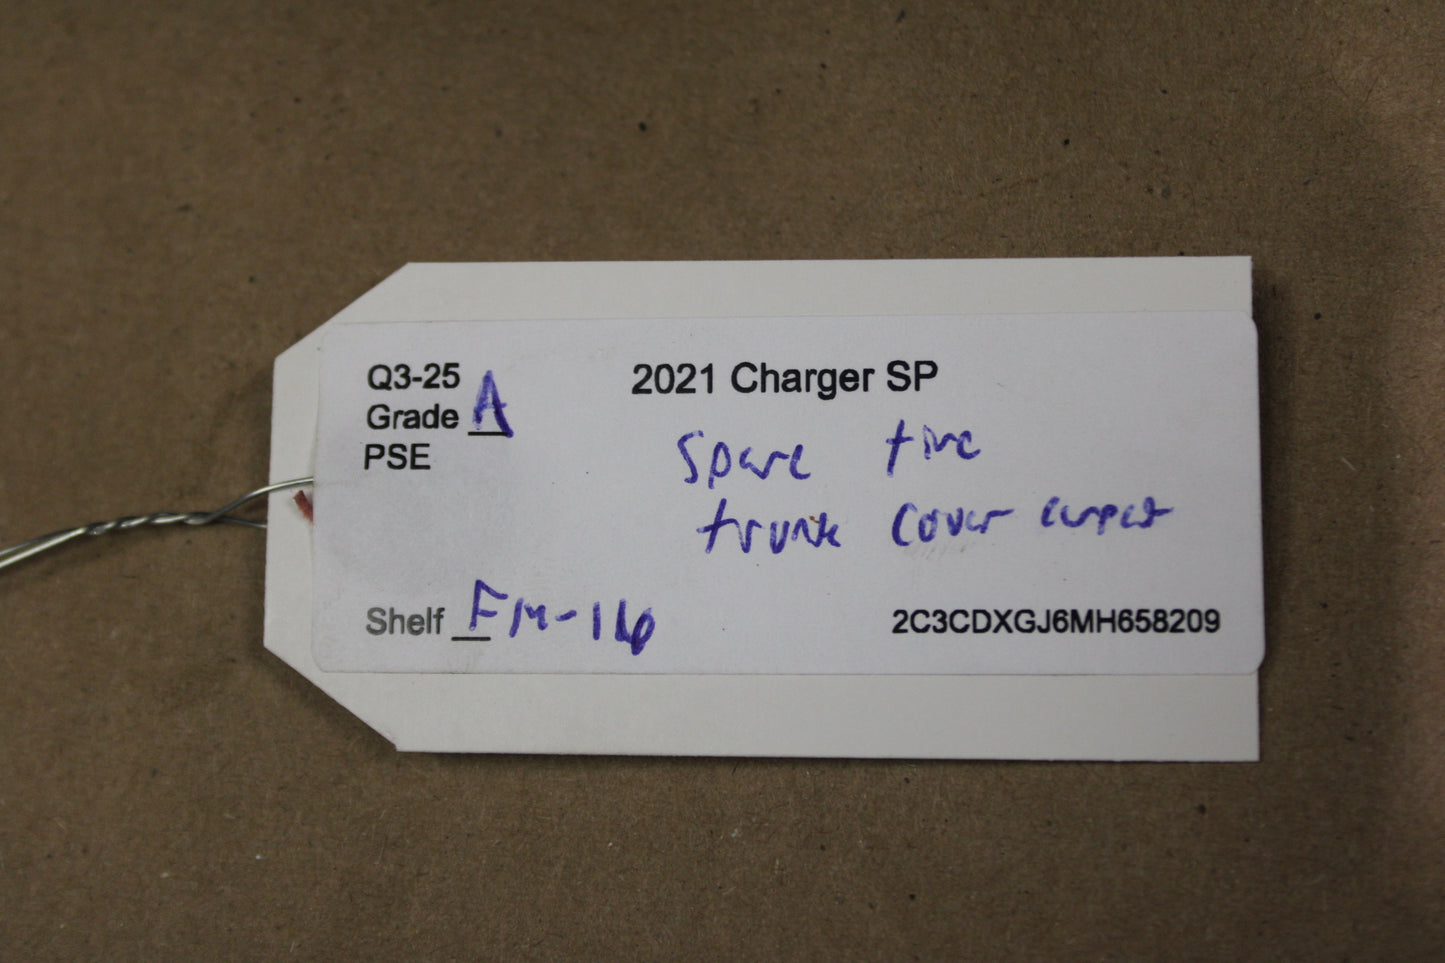 Q3-25
2021 Charger SP
Grade A
PSE
Spare tire
trunk cover carpet
Shelf FM-16
2C3CDXGJ6MH658209